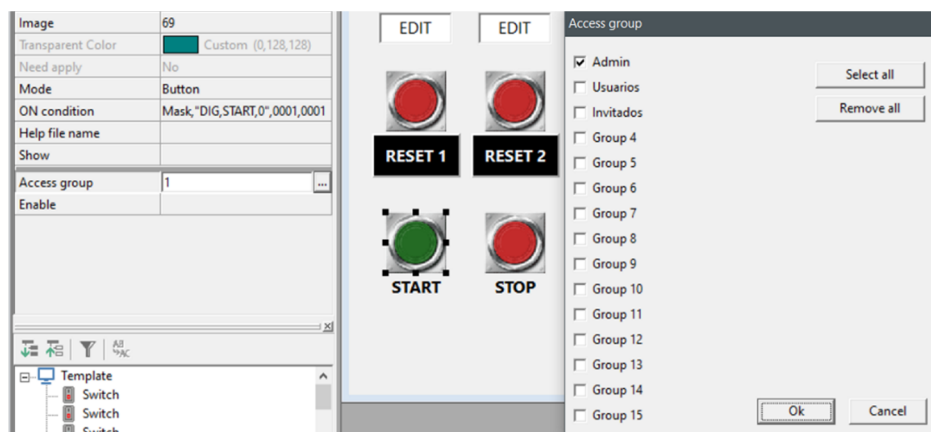 Image 69
Transparent Color Custom (0,128,128)
Need apply No
Mode Button
ON condition Mask,"DIG,START,0",0001,0001
Help file name
Show
Access group 1 ...
Enable
AB
AC
Template
Switch
Switch
Switch
EDIT EDIT
RESET 1 RESET 2
START STOP
Access group
Admin
Usuarios
Invitados
Group 4
Group 5
Group 6
Group 7
Group 8
Group 9
Group 10
Group 11
Group 12
Group 13
Group 14
Group 15
Select all
Remove all
Ok Cancel